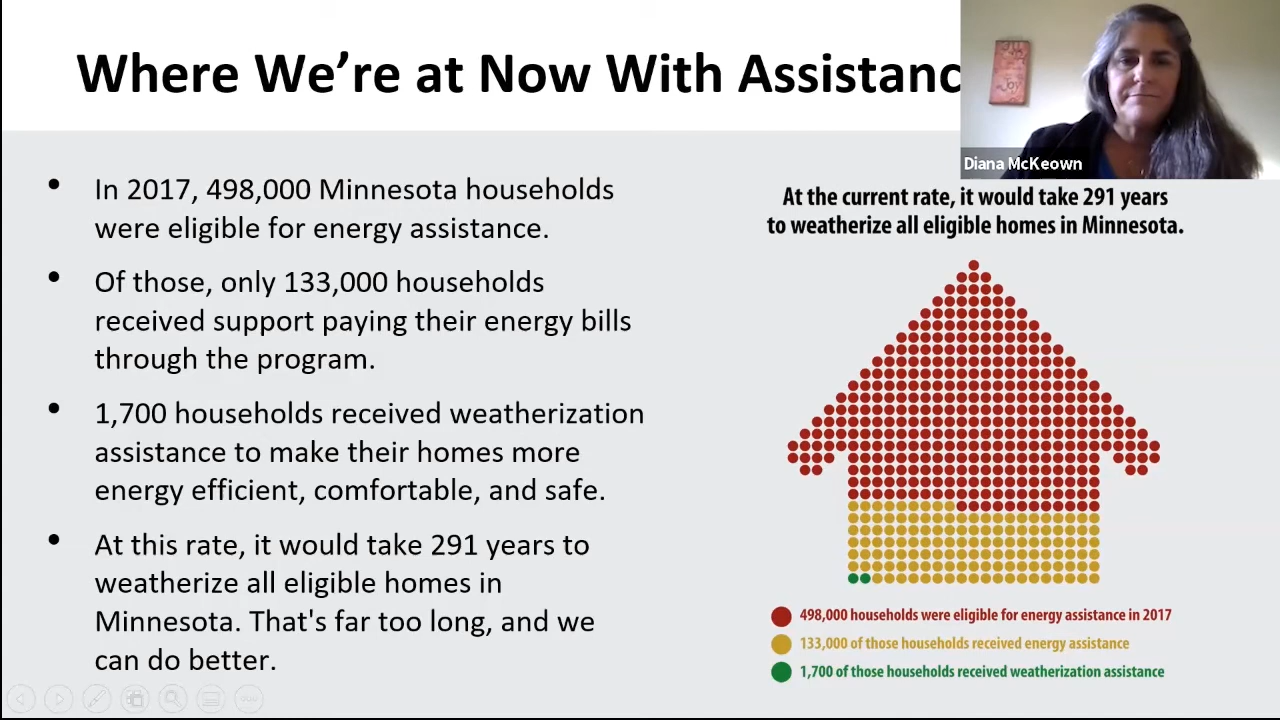 Where We're at Now With Assistanc
Diana McKeown
• In 2017, 498,000 Minnesota households
were eligible for energy assistance.
• Of those, only 133,000 households
received support paying their energy bills
through the program.
• 1,700 households received weatherization
assistance to make their homes more
energy efficient, comfortable, and safe.
• At this rate, it would take 291 years to
weatherize all eligible homes in
Minnesota. That's far too long, and we
can do better.
At the current rate, it would take 291 years
to weatherize all eligible homes in Minnesota.
498,000 households were eligible for energy assistance in 2017
133,000 of those households received energy assistance
1,700 of those households received weatherization assistance